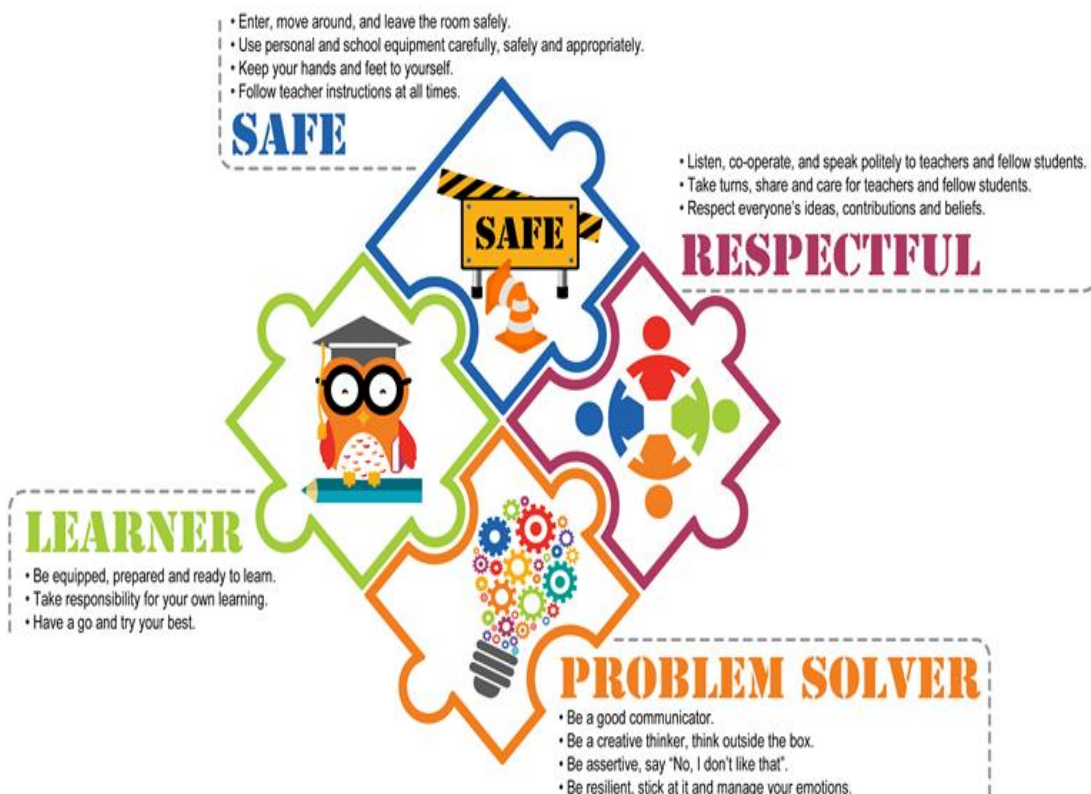 • Enter, move around, and leave the room safely.
• Use personal and school equipment carefully, safely and appropriately.
• Keep your hands and feet to yourself.
• Follow teacher instructions at all times.
SAFE
SAFE
• Listen, co-operate, and speak politely to teachers and fellow students.
• Take turns, share and care for teachers and fellow students.
• Respect everyone's ideas, contributions and beliefs.
RESPECTFUL
LEARNER
• Be equipped, prepared and ready to learn.
• Take responsibility for your own learning.
• Have a go and try your best.
PROBLEM SOLVER
• Be a good communicator.
• Be a creative thinker, think outside the box.
• Be assertive, say “No, I don't like that”.
• Be resilient, stick at it and manage your emotions.